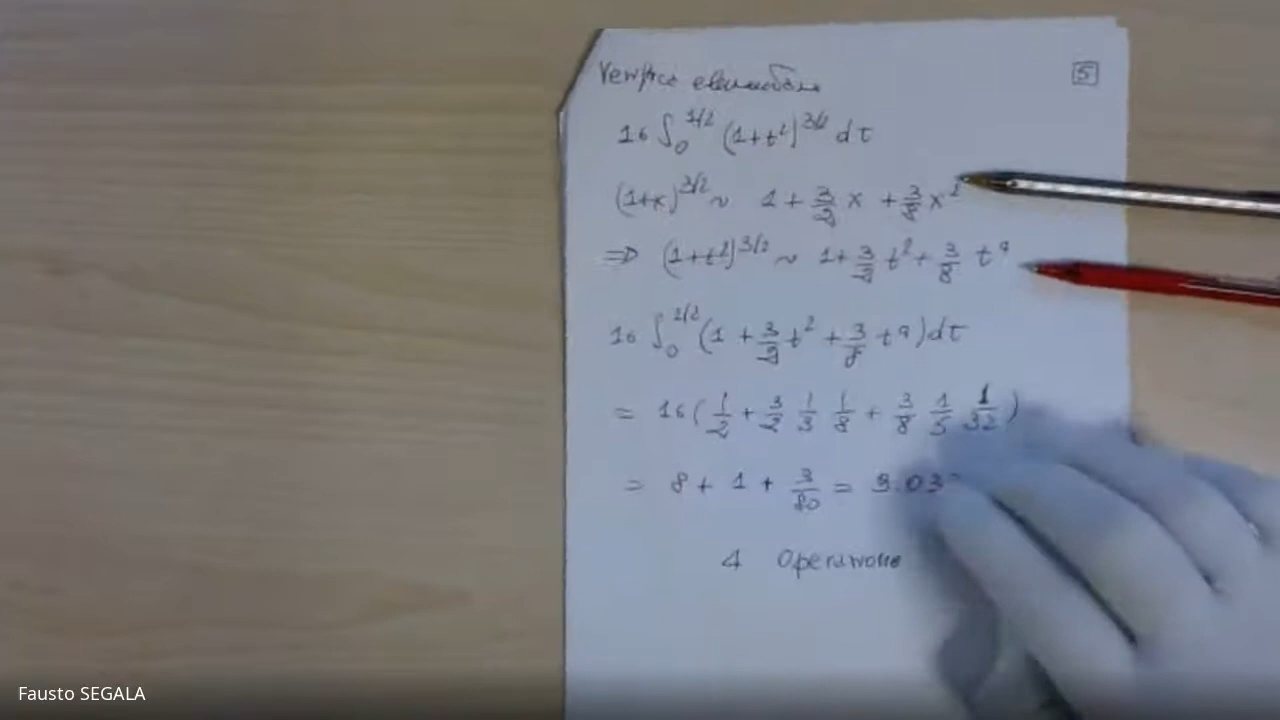 Verifica elementare
5
16 ∫₀^{1/2} (1+t²)^{3/2} dt
(1+x)^{3/2} ~ 1 + 3/2 x + 3/8 x²
⇒ (1+t²)^{3/2} ~ 1 + 3/2 t² + 3/8 t⁴
16 ∫₀^{1/2} (1 + 3/2 t² + 3/8 t⁴) dt
= 16 ( 1/2 + 3/2 1/3 1/8 + 3/8 1/5 1/32 )
= 8 + 1 + 3/80 = 9.03
4 Operazioni
Fausto SEGALA